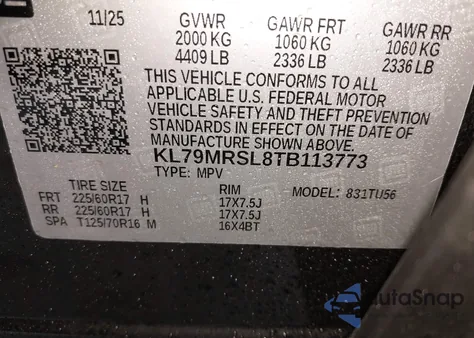 11/25 GVWR GAWR FRT GAWR RR
2000 KG 1060 KG 1060 KG
4409 LB 2336 LB 2336 LB
THIS VEHICLE CONFORMS TO ALL
APPLICABLE U.S. FEDERAL MOTOR
VEHICLE SAFETY AND THEFT PREVENTION
STANDARDS IN EFFECT ON THE DATE OF
MANUFACTURE SHOWN ABOVE.
KL79MRSL8TB113773
TYPE: MPV
TIRE SIZE RIM MODEL: 831TU56
FRT 225/60R17 H 17X7.5J
RR 225/60R17 H 17X7.5J
SPA T125/70R16 M 16X4BT
AutoSnap